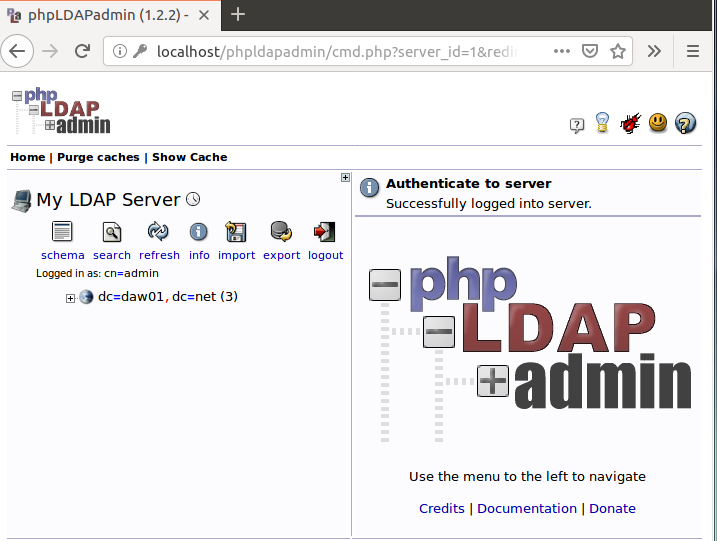 phpLDAPadmin (1.2.2) -
localhost/phpldapadmin/cmd.php?server_id=1&redi
php
LDAP
admin
Home | Purge caches | Show Cache
My LDAP Server
schema search refresh info import export logout
Logged in as: cn=admin
dc=daw01, dc=net (3)
Authenticate to server
Successfully logged into server.
php
LDAP
admin
Use the menu to the left to navigate
Credits | Documentation | Donate